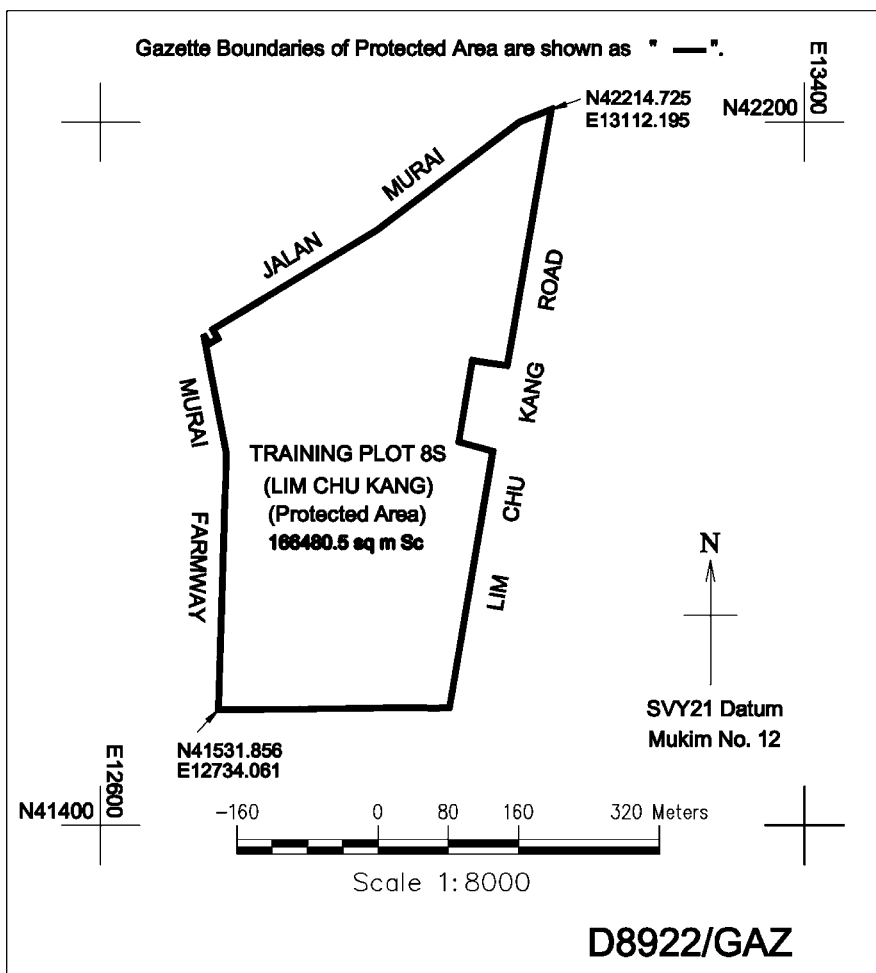 Gazette Boundaries of Protected Area are shown as " — ".
E13400
N42200
N42214.725
E13112.195
JALAN MURAI
LIM CHU KANG ROAD
MURAI FARMWAY
TRAINING PLOT 8S
(LIM CHU KANG)
(Protected Area)
166480.5 sq m Sc
N
SVY21 Datum
Mukim No. 12
N41531.856
E12734.061
E12600
N41400
-160 0 80 160 320 Meters
Scale 1:8000
D8922/GAZ